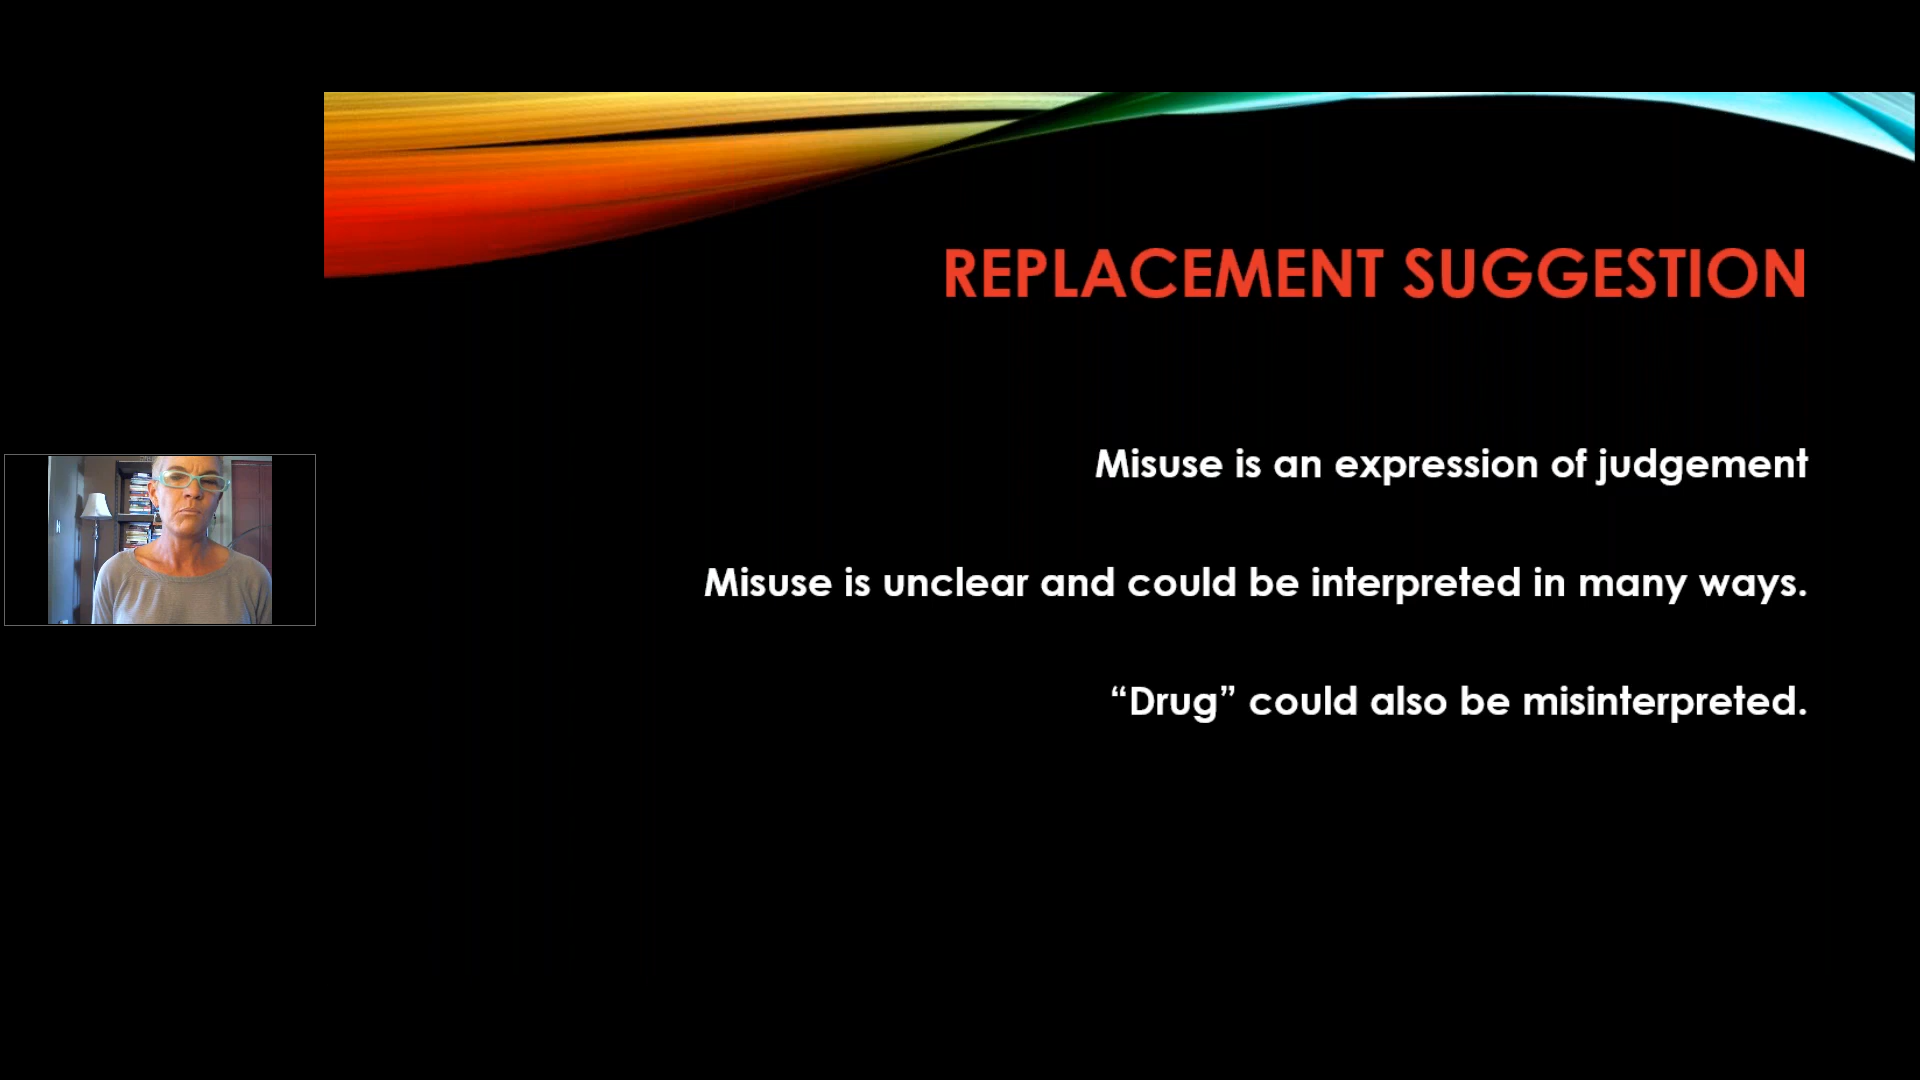 REPLACEMENT SUGGESTION
Misuse is an expression of judgement
Misuse is unclear and could be interpreted in many ways.
“Drug” could also be misinterpreted.